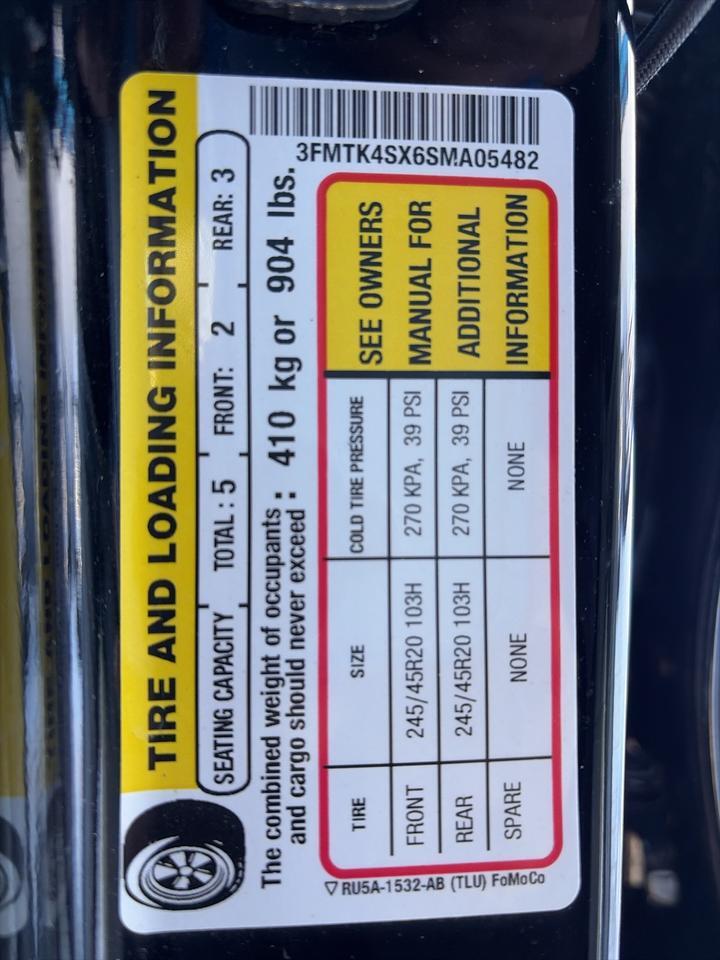 TIRE AND LOADING INFORMATION
SEATING CAPACITY TOTAL : 5 FRONT: 2 REAR: 3
The combined weight of occupants
and cargo should never exceed : 410 kg or 904 lbs.
3FMTK4SX6SMA05482
TIRE SIZE COLD TIRE PRESSURE
FRONT 245/45R20 103H 270 KPA, 39 PSI
REAR 245/45R20 103H 270 KPA, 39 PSI
SPARE NONE NONE
SEE OWNERS
MANUAL FOR
ADDITIONAL
INFORMATION
RU5A-1532-AB (TLU) FoMoCo